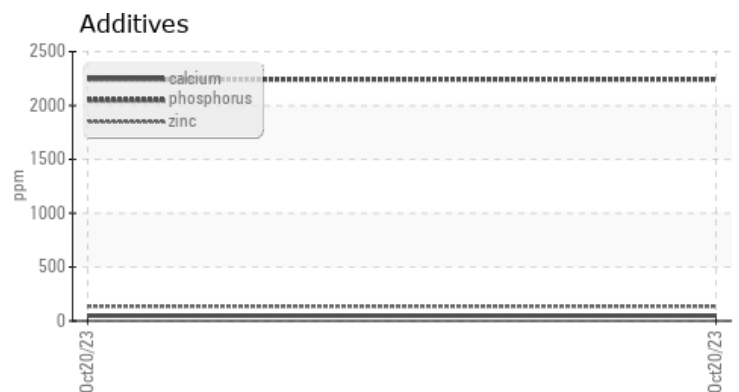 Additives
2500
2000
1500
1000
500
0
ppm
calcium
phosphorus
zinc
Oct20/23
Oct20/23